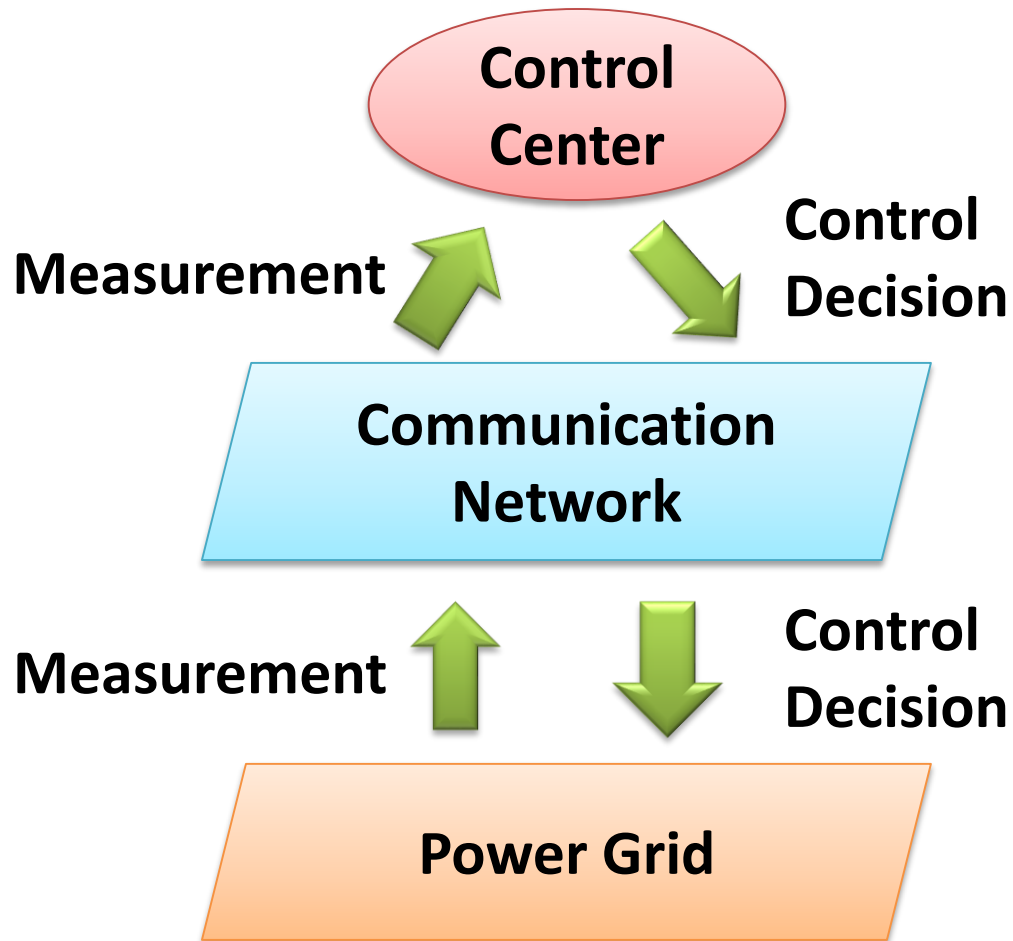 Control
Center
Measurement
Control
Decision
Communication
Network
Measurement
Control
Decision
Power Grid